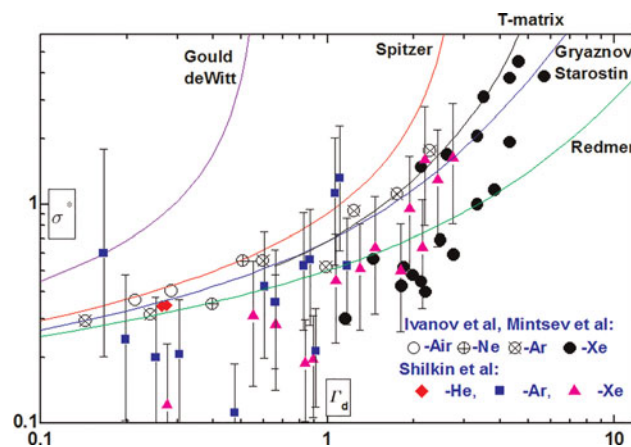 T-matrix
Gould
deWitt
Spitzer
Gryaznov
Starostin
Redmer
1
σ°
Γd
Ivanov et al, Mintsev et al:
-Air -Ne -Ar -Xe
Shilkin et al:
-He, -Ar, -Xe
0.1
0.1 1 10